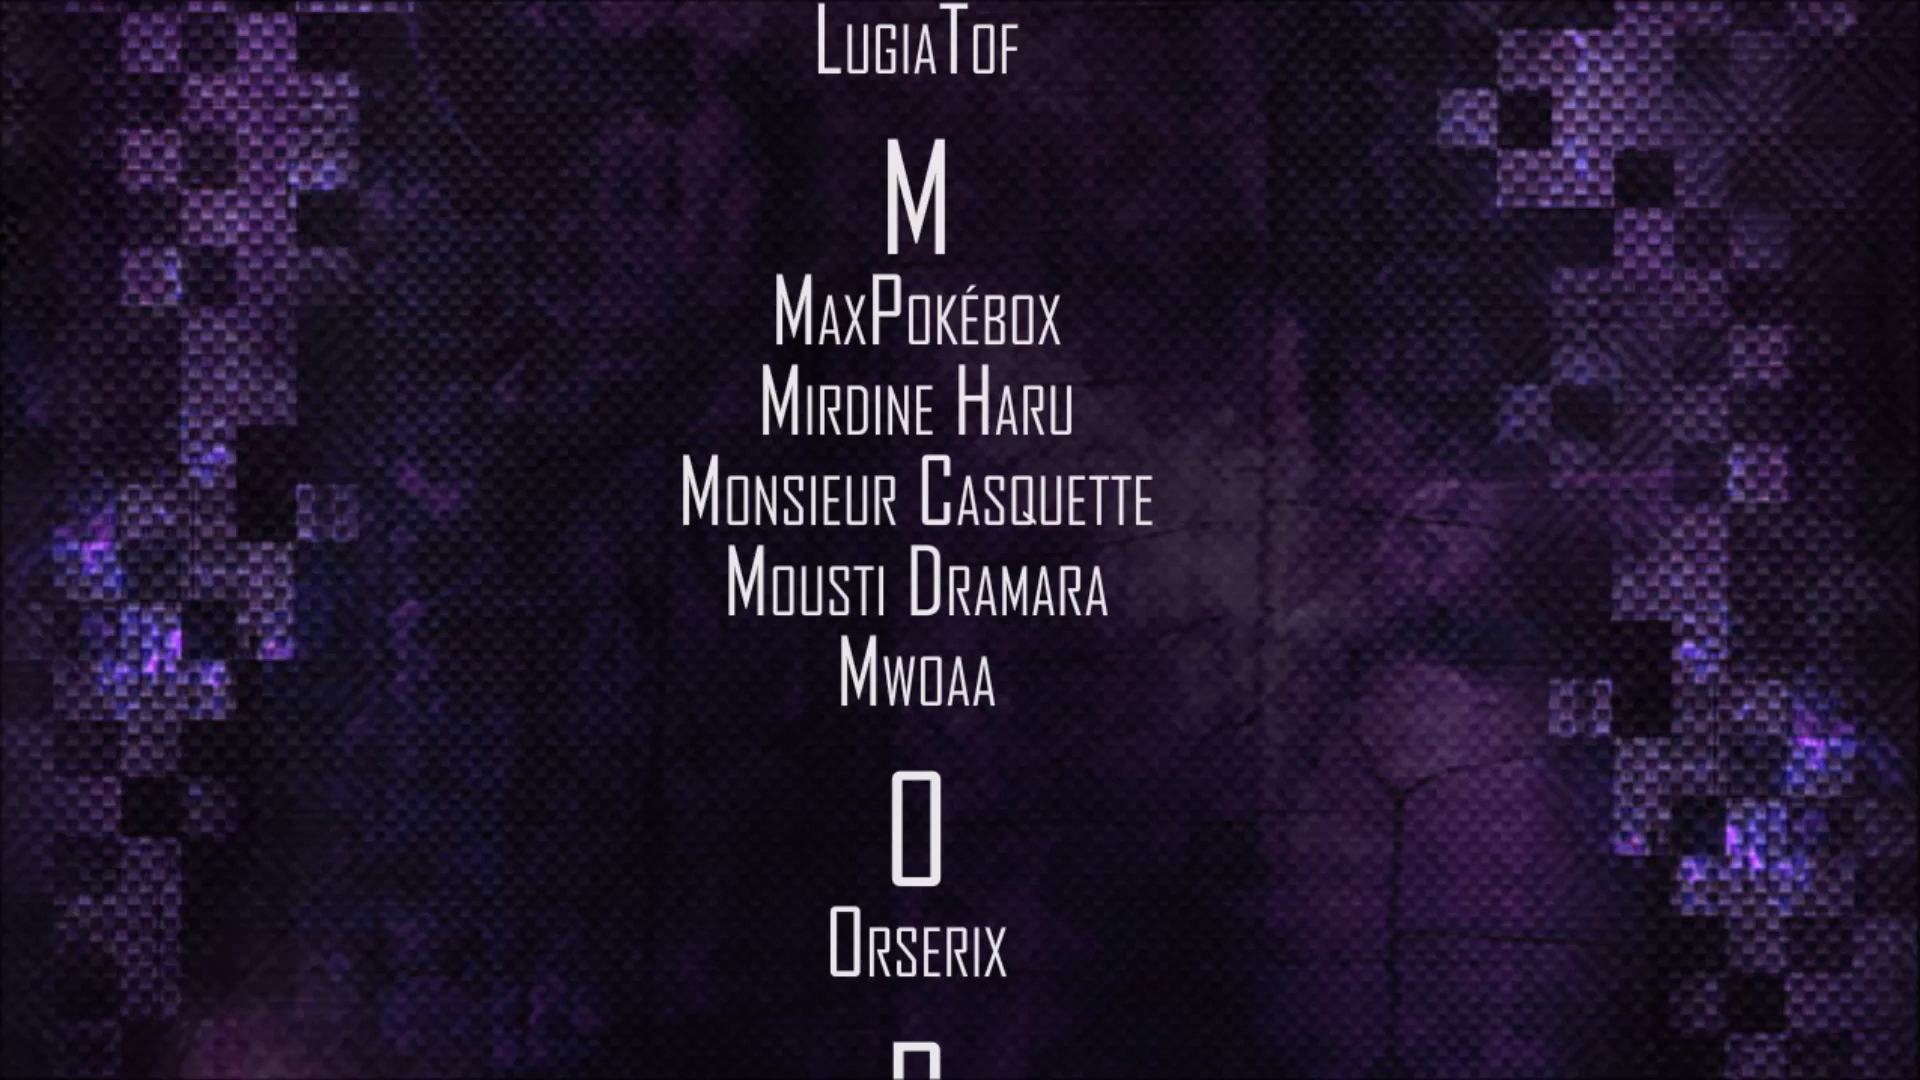 LugiaTof
M
MaxPokébox
Mirdine Haru
Monsieur Casquette
Mousti Dramara
Mwoaa
O
Orserix